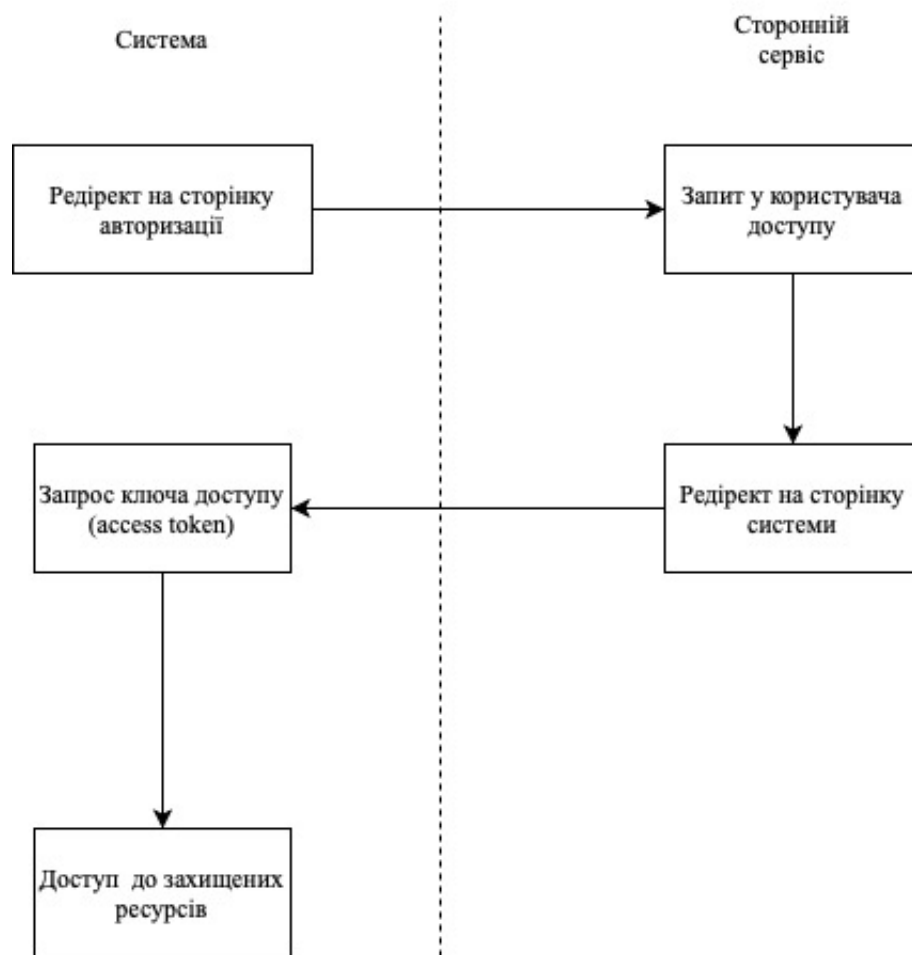 Система
Сторонній
сервіс
Редірект на сторінку
авторизації
Запит у користувача
доступу
Запрос ключа доступу
(access token)
Редірект на сторінку
системи
Доступ до захищених
ресурсів